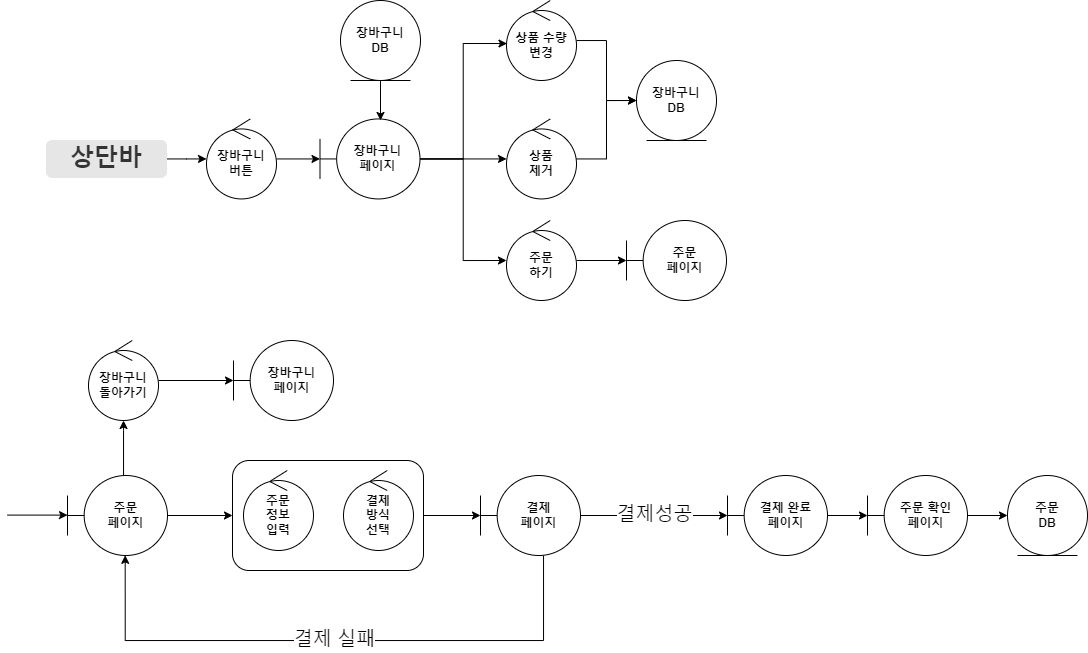 장바구니
DB
상품 수량
변경
장바구니
DB
상단바
장바구니
버튼
장바구니
페이지
상품
제거
주문
하기
주문
페이지
장바구니
돌아가기
장바구니
페이지
주문
페이지
주문
정보
입력
결제
방식
선택
결제
페이지
결제성공
결제 완료
페이지
주문 확인
페이지
주문
DB
결제 실패